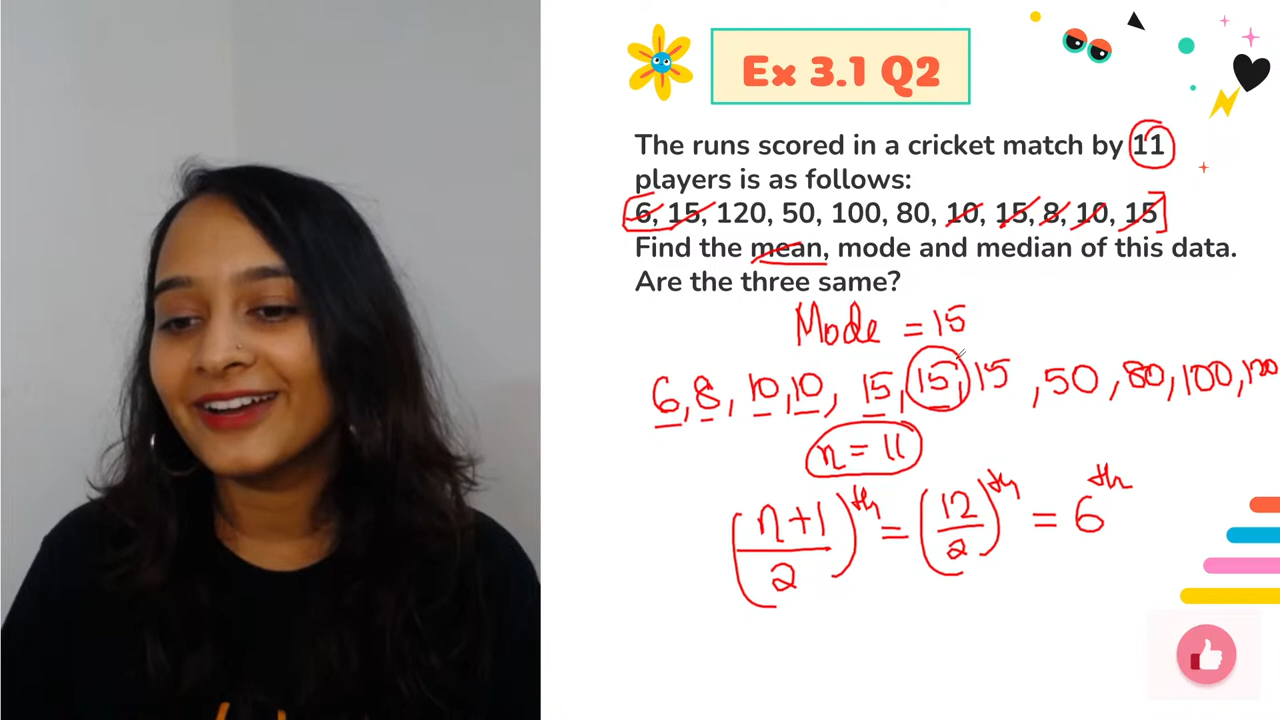 Ex 3.1 Q2
The runs scored in a cricket match by 11
players is as follows:
6, 15, 120, 50, 100, 80, 10, 15, 8, 10, 15
Find the mean, mode and median of this data.
Are the three same?
Mode = 15
6, 8, 10, 10, 15, 15, 15, 50, 80, 100, 120
n = 11
(n+1/2)th = (12/2)th = 6th